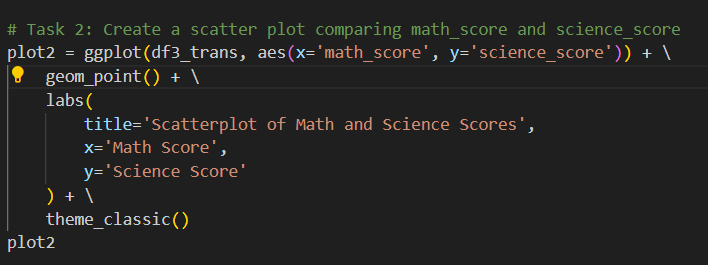 # Task 2: Create a scatter plot comparing math_score and science_score
plot2 = ggplot(df3_trans, aes(x='math_score', y='science_score')) + \
    geom_point() + \
    labs(
        title='Scatterplot of Math and Science Scores',
        x='Math Score',
        y='Science Score'
    ) + \
    theme_classic()
plot2